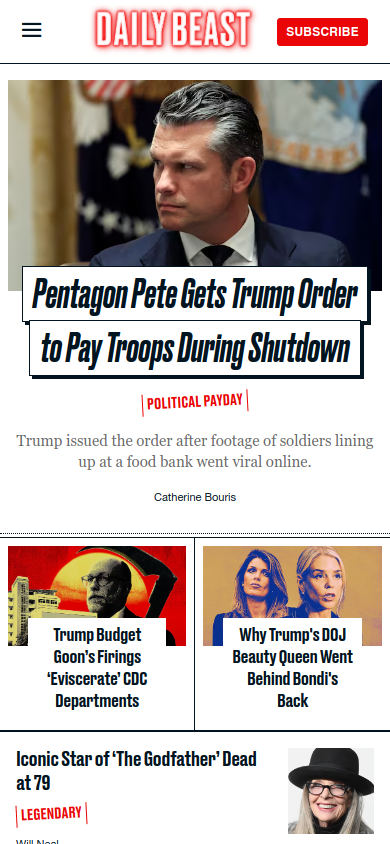 DAILY BEAST
SUBSCRIBE
Pentagon Pete Gets Trump Order
to Pay Troops During Shutdown
POLITICAL PAYDAY
Trump issued the order after footage of soldiers lining
up at a food bank went viral online.
Catherine Bouris
Trump Budget
Goon’s Firings
‘Eviscerate’ CDC
Departments
Why Trump's DOJ
Beauty Queen Went
Behind Bondi's
Back
Iconic Star of ‘The Godfather’ Dead
at 79
LEGENDARY
Will Neal